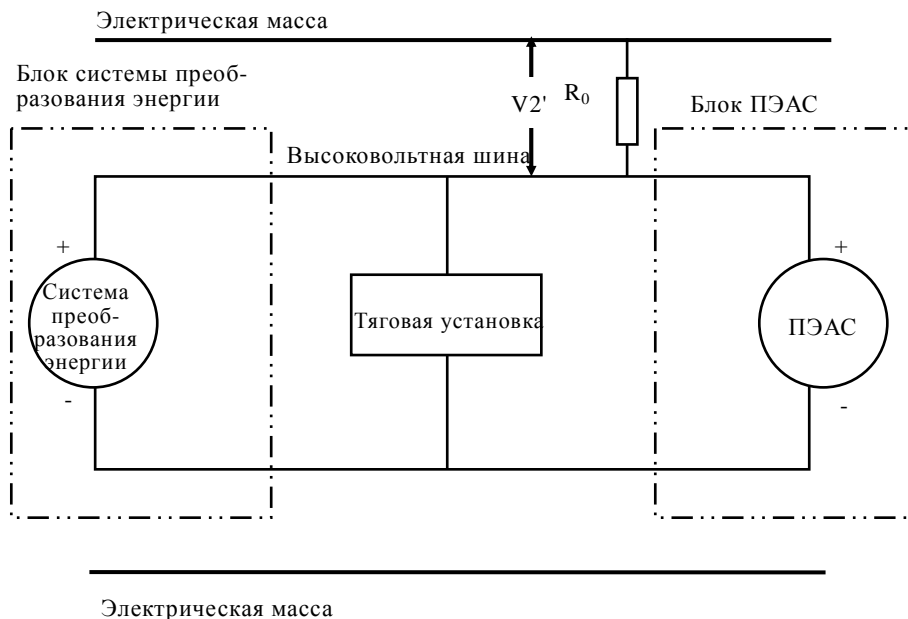 Электрическая масса
Блок системы преоб-
разования энергии
V2'
R0
Блок ПЭАС
Высоковольтная шина
+
+
Система
преоб-
разования
энергии
Тяговая установка
ПЭАС
-
-
Электрическая масса